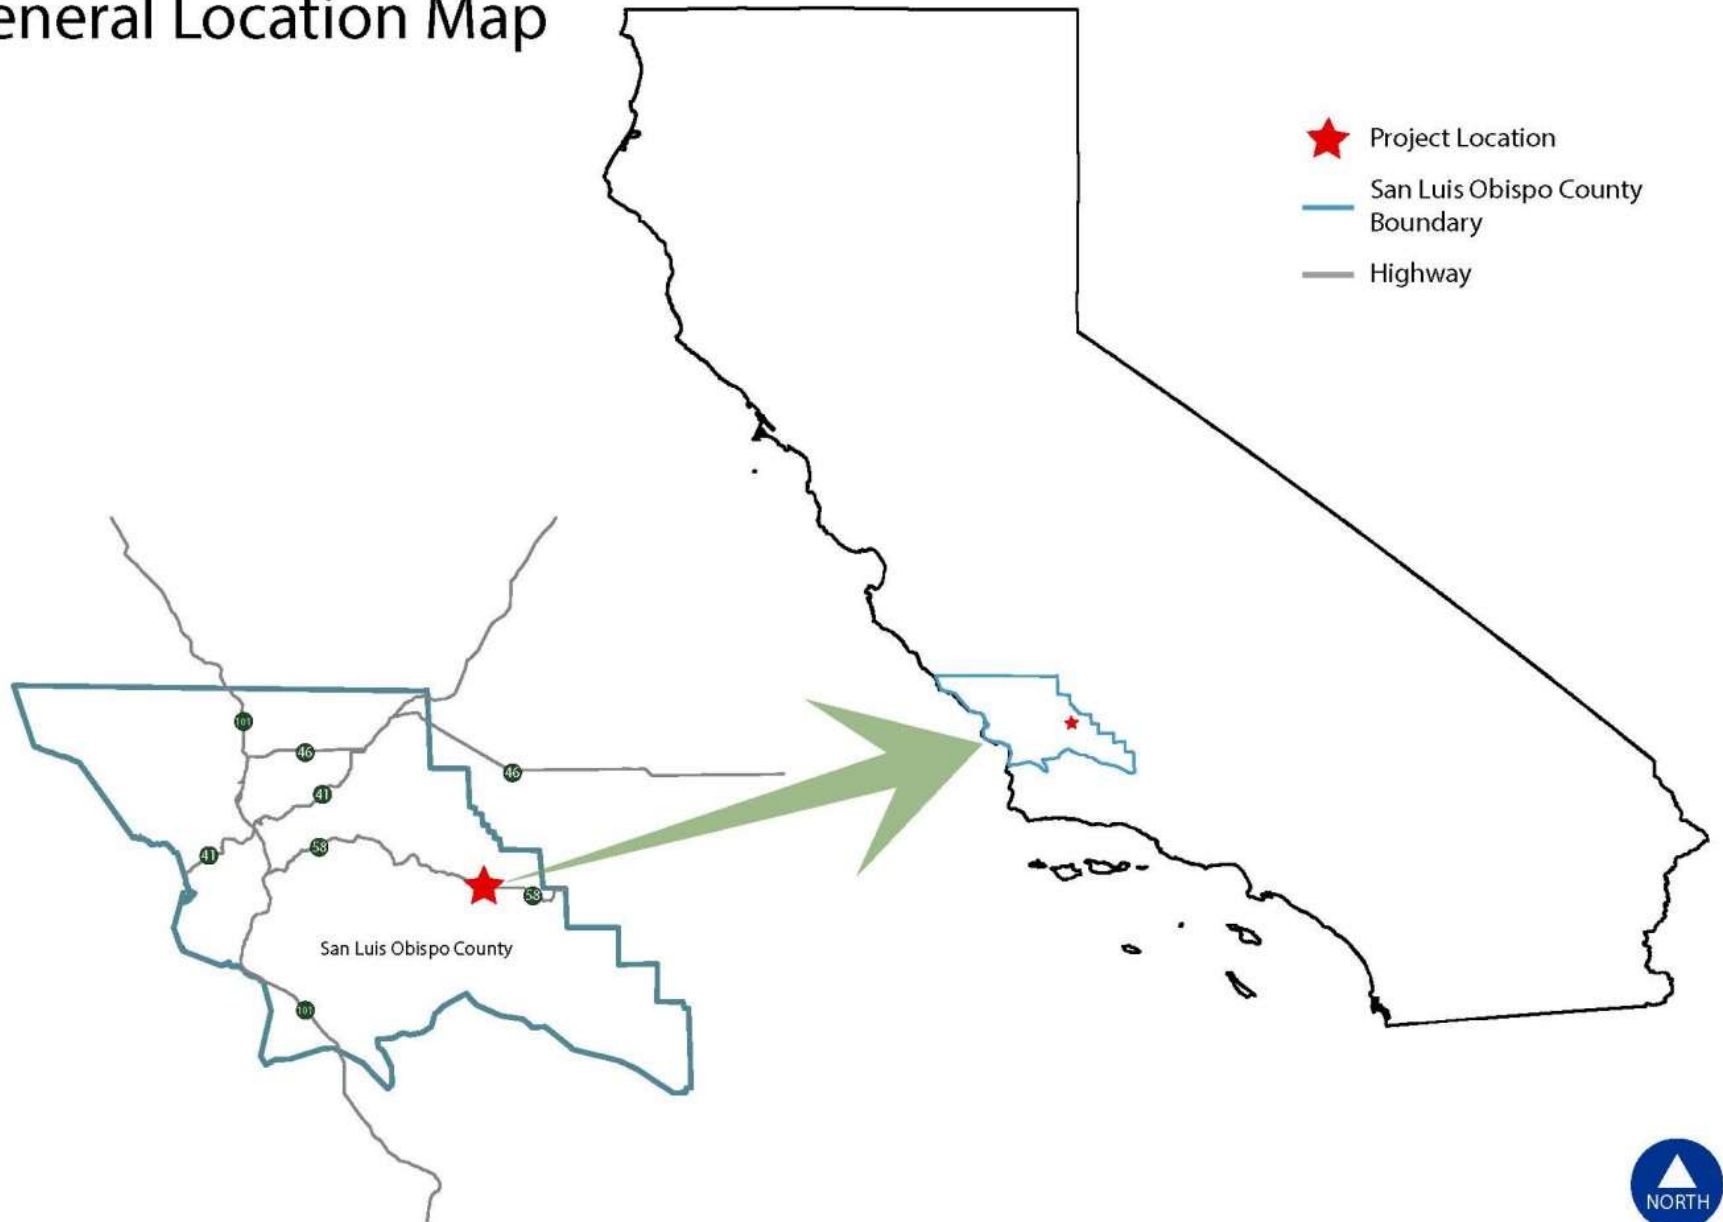 eneral Location Map
Project Location
San Luis Obispo County
Boundary
Highway
101
46
46
41
58
41
58
San Luis Obispo County
101
NORTH